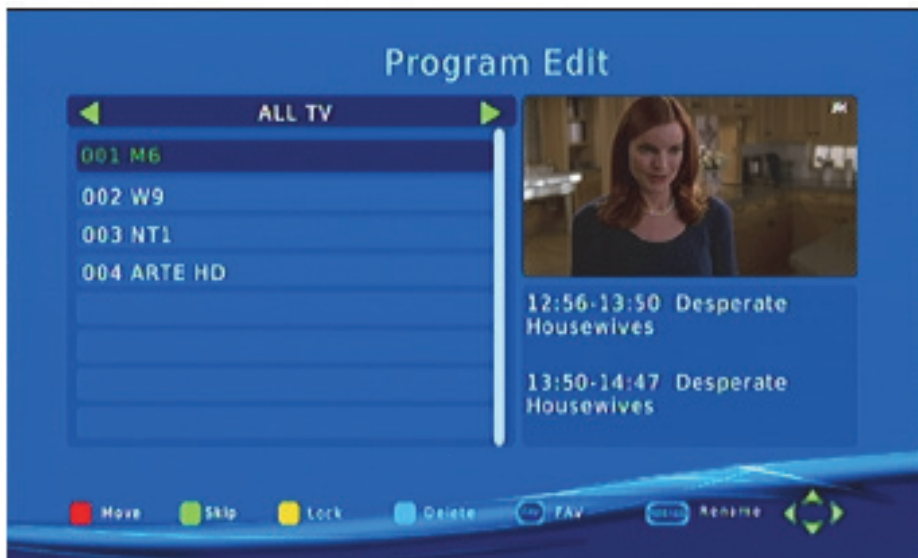 Program Edit
ALL TV
001 M6
002 W9
003 NT1
004 ARTE HD
12:56-13:50 Desperate
Housewives
13:50-14:47 Desperate
Housewives
Move Skip Lock Delete FAV FAV Rename